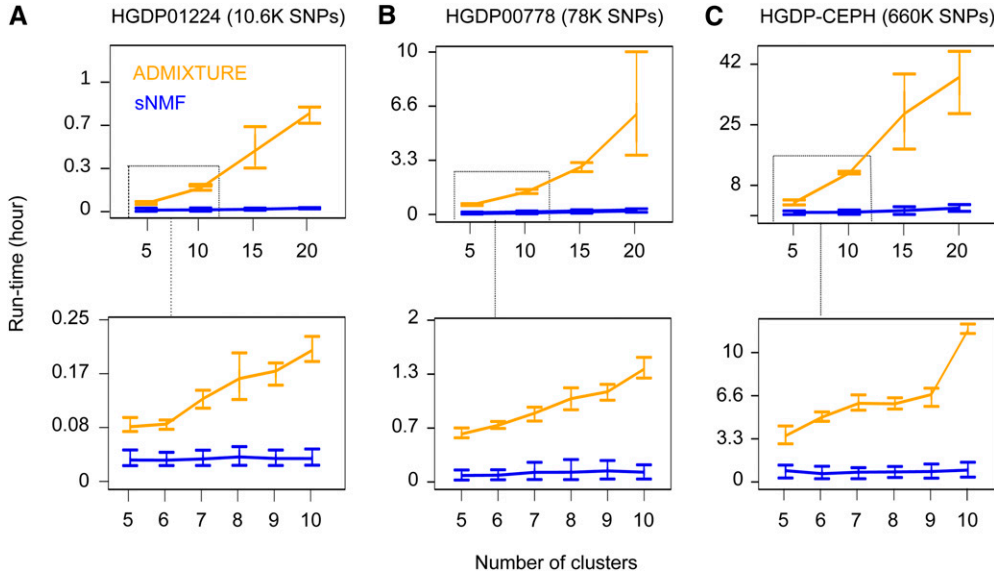 A HGDP01224 (10.6K SNPs)
B HGDP00778 (78K SNPs)
C HGDP-CEPH (660K SNPs)
ADMIXTURE
sNMF
1
0.7
0.3
0
5 10 15 20
10
6.6
3.3
0
5 10 15 20
42
25
8
5 10 15 20
Run-time (hour)
0.25
0.17
0.08
0
5 6 7 8 9 10
2
1.3
0.7
0
5 6 7 8 9 10
10
6.6
3.3
0
5 6 7 8 9 10
Number of clusters